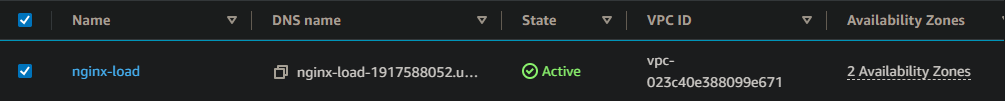 Name DNS name State VPC ID Availability Zones
nginx-load nginx-load-1917588052.u... Active vpc-
023c40e388099e671 2 Availability Zones